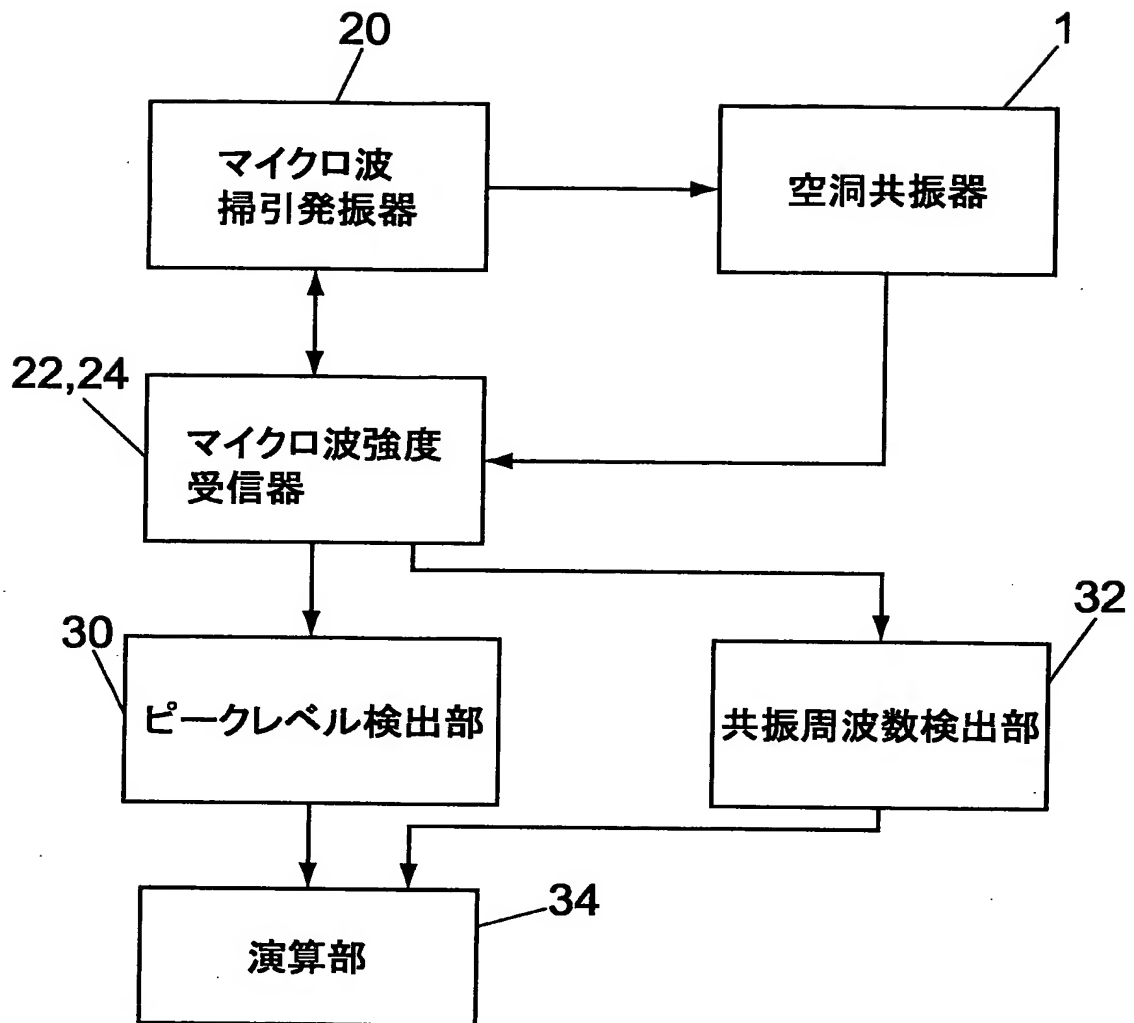 20
1
マイクロ波
掃引発振器
空洞共振器
22,24
マイクロ波強度
受信器
30
32
ピークレベル検出部
共振周波数検出部
34
演算部